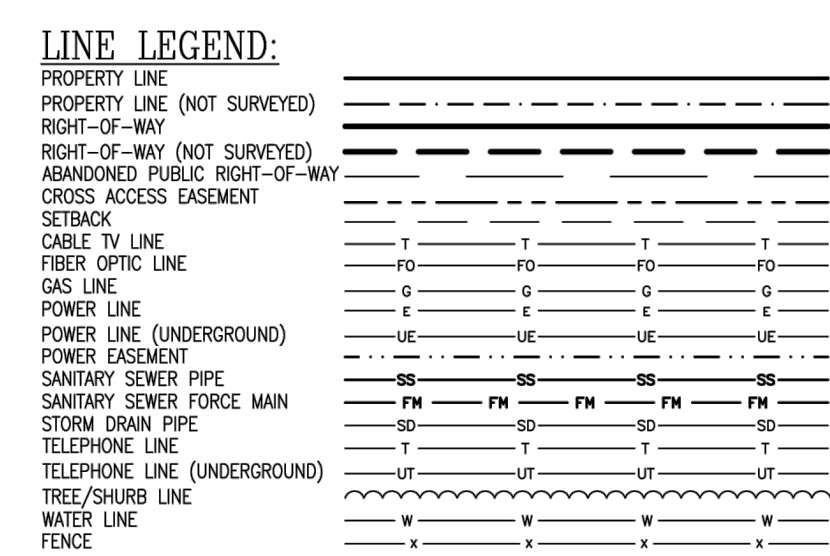 LINE LEGEND:
PROPERTY LINE
PROPERTY LINE (NOT SURVEYED)
RIGHT-OF-WAY
RIGHT-OF-WAY (NOT SURVEYED)
ABANDONED PUBLIC RIGHT-OF-WAY
CROSS ACCESS EASEMENT
SETBACK
CABLE TV LINE T T T T
FIBER OPTIC LINE FO FO FO FO
GAS LINE G G G G
POWER LINE E E E E
POWER LINE (UNDERGROUND) UE UE UE UE
POWER EASEMENT
SANITARY SEWER PIPE SS SS SS SS
SANITARY SEWER FORCE MAIN FM FM FM FM FM
STORM DRAIN PIPE SD SD SD SD
TELEPHONE LINE T T T T
TELEPHONE LINE (UNDERGROUND) UT UT UT UT
TREE/SHURB LINE
WATER LINE W W W W
FENCE x x x x